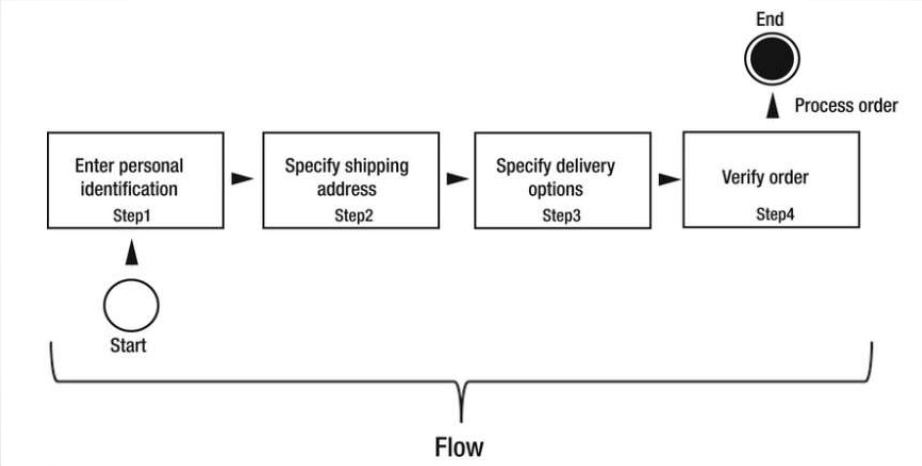 End
Process order
Enter personal
identification
Step1
Specify shipping
address
Step2
Specify delivery
options
Step3
Verify order
Step4
Start
Flow